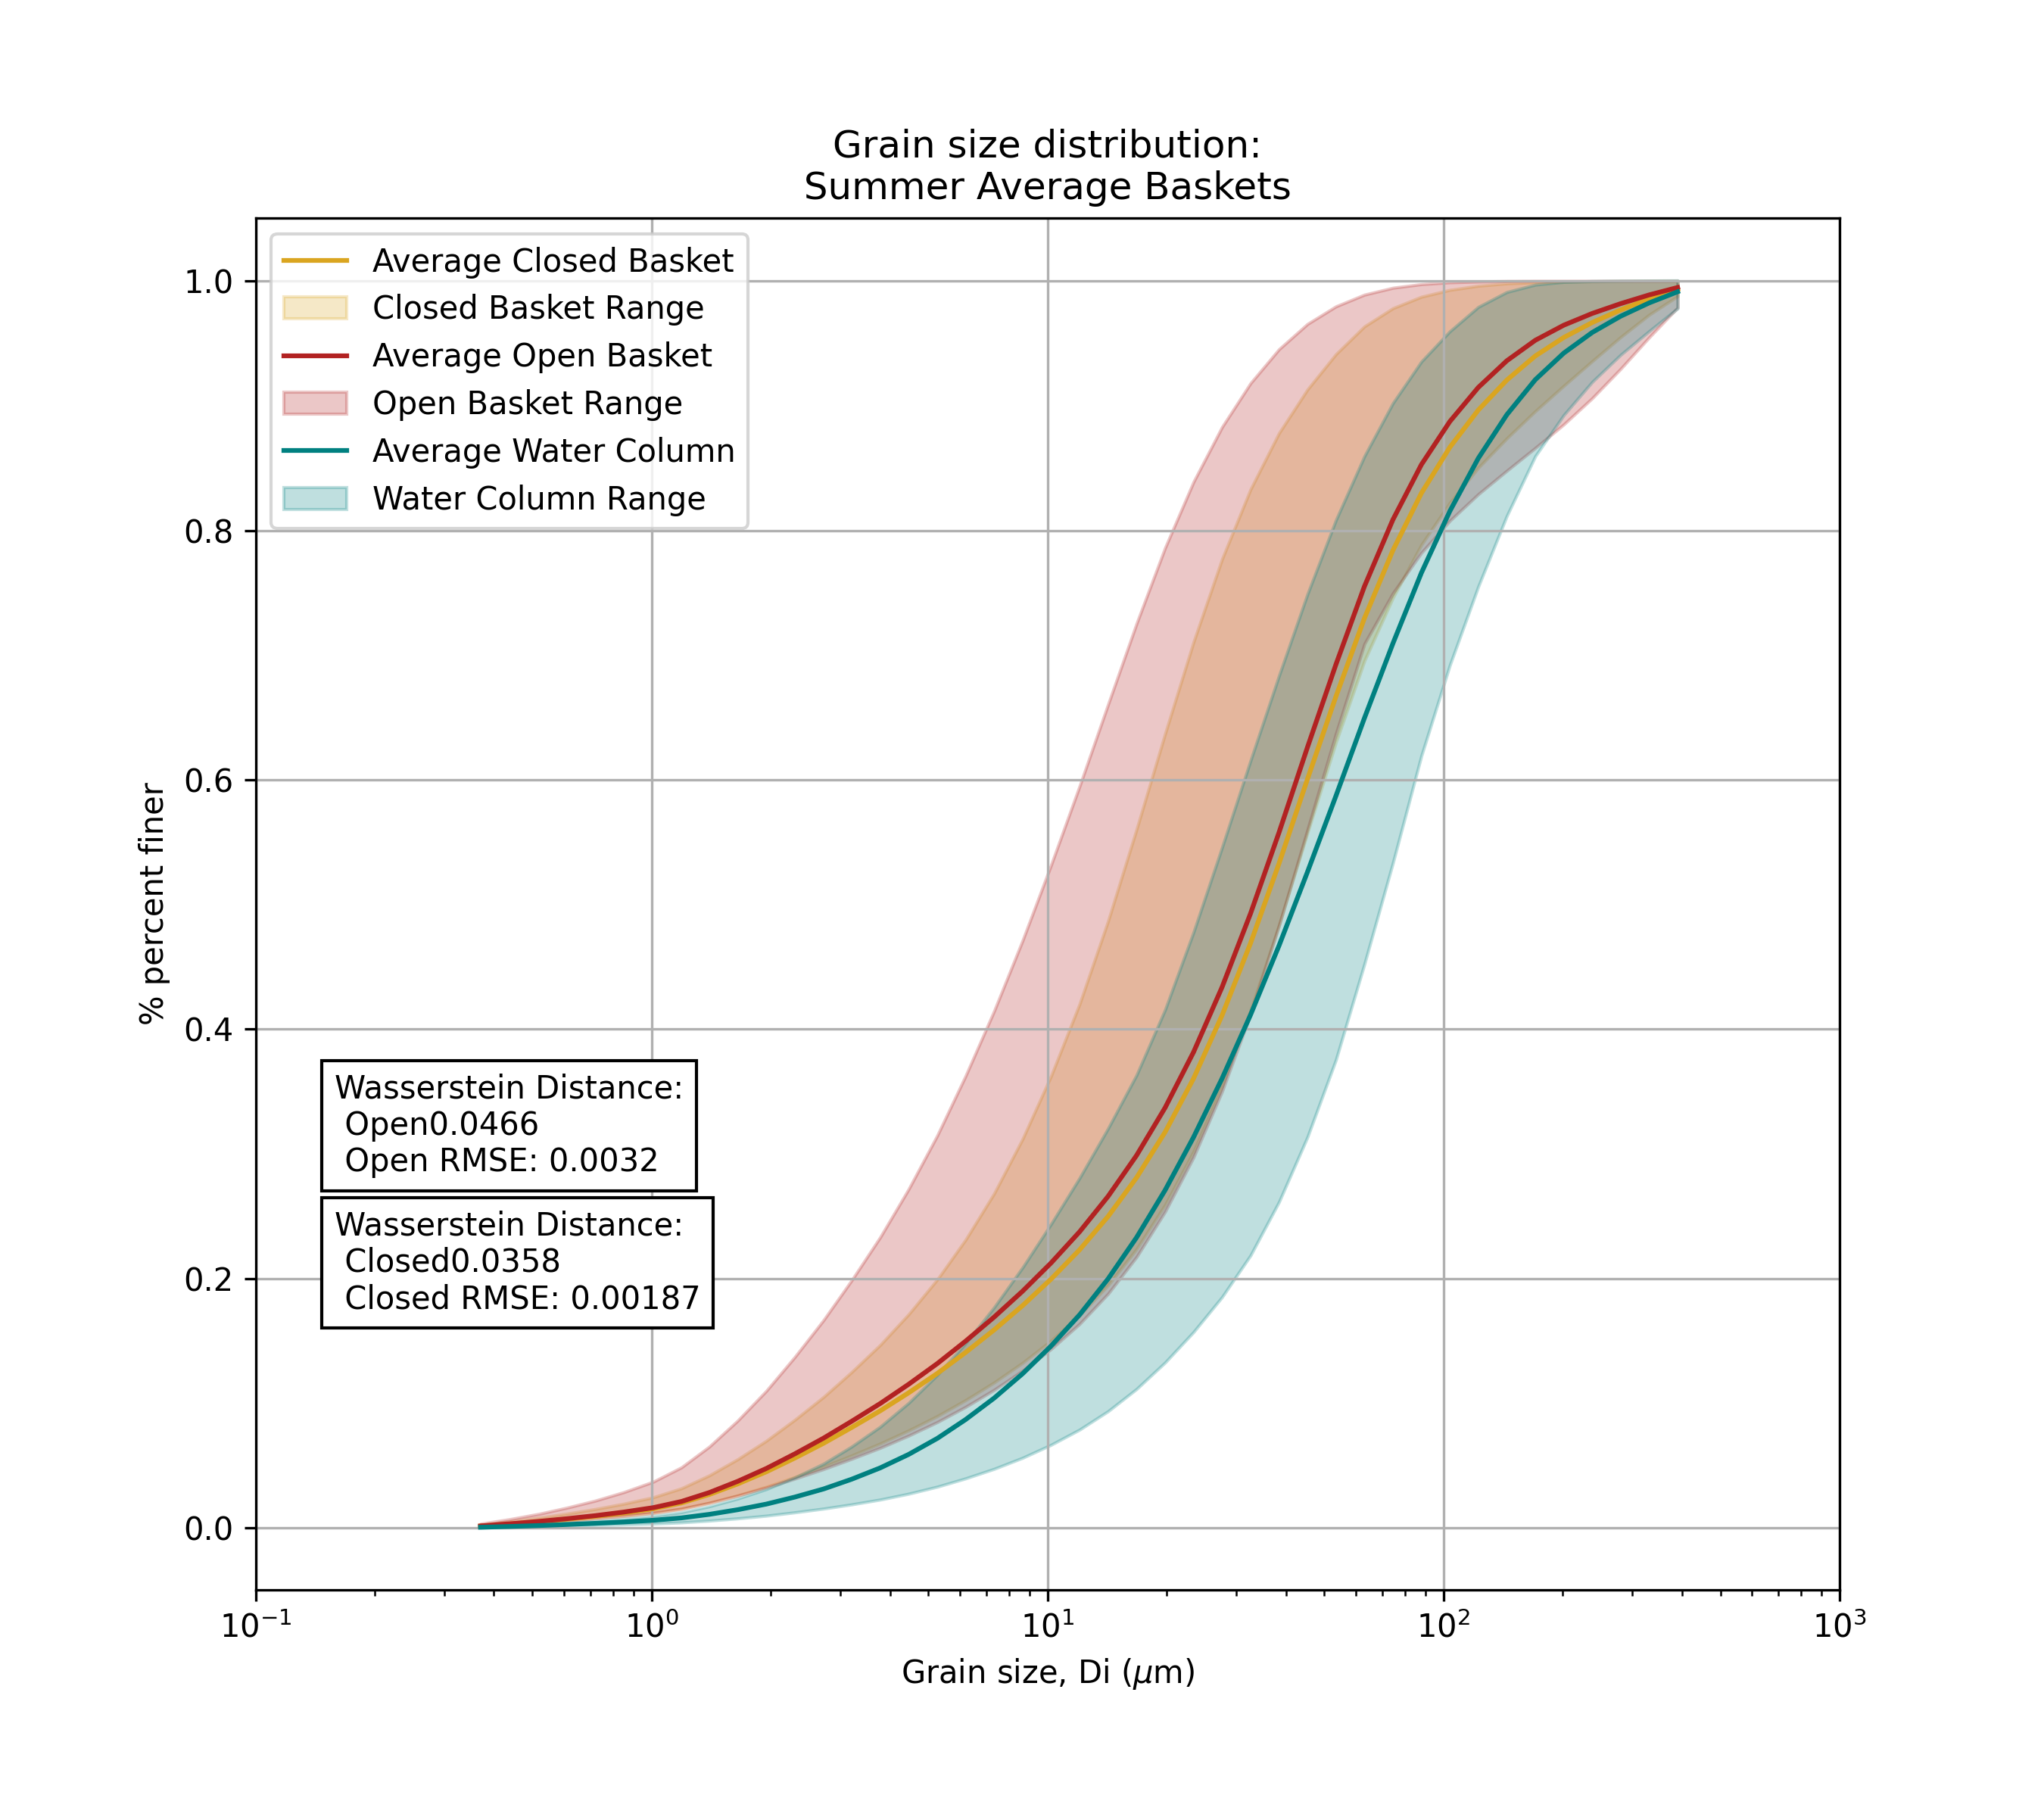 Grain size distribution:
Summer Average Baskets
Average Closed Basket
Closed Basket Range
Average Open Basket
Open Basket Range
Average Water Column
Water Column Range
1.0
0.8
0.6
0.4
0.2
0.0
% percent finer
Wasserstein Distance:
Open0.0466
Open RMSE: 0.0032
Wasserstein Distance:
Closed0.0358
Closed RMSE: 0.00187
10⁻¹ 10⁰ 10¹ 10² 10³
Grain size, Di (μm)